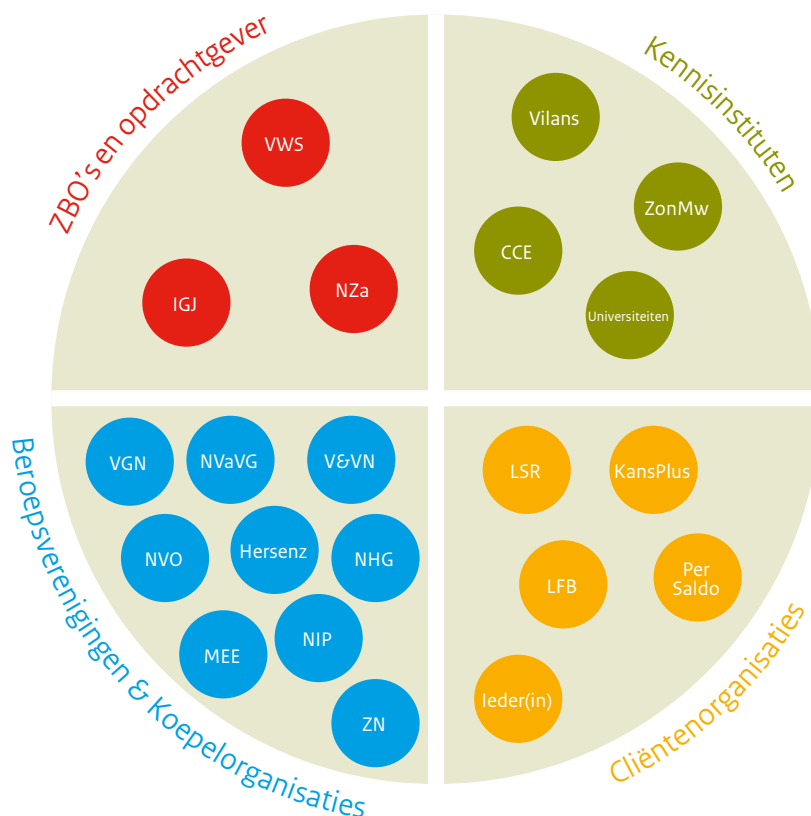 ZBO's en opdrachtgever
VWS
IGJ
NZa
Kennisinstituten
Vilans
ZonMw
CCE
Universiteiten
Beroepsverenigingen & Koepelorganisaties
VGN
NVaVG
V&VN
NVO
Hersenz
NHG
MEE
NIP
ZN
Cliëntenorganisaties
LSR
KansPlus
LFB
Per
Saldo
Ieder(in)